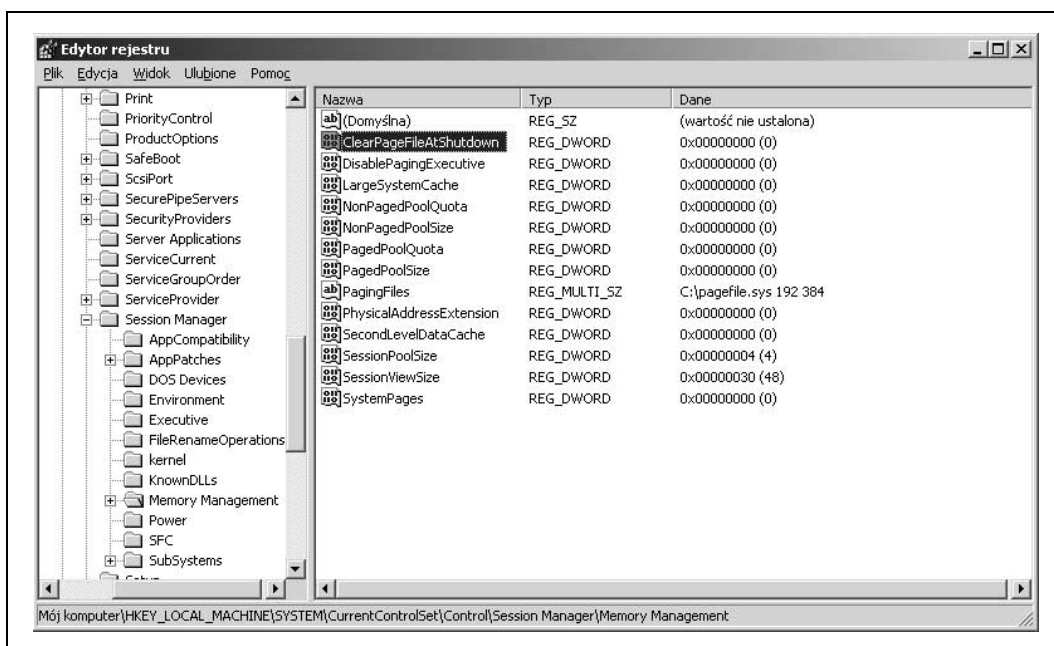 Edytor rejestru
Plik Edycja Widok Ulubione Pomoc
Print
PriorityControl
ProductOptions
SafeBoot
ScsiPort
SecurePipeServers
SecurityProviders
Server Applications
ServiceCurrent
ServiceGroupOrder
ServiceProvider
Session Manager
AppCompatibility
AppPatches
DOS Devices
Environment
Executive
FileRenameOperations
kernel
KnownDLLs
Memory Management
Power
SFC
SubSystems
Nazwa Typ Dane
(Domyślna) REG_SZ (wartość nie ustalona)
ClearPageFileAtShutdown REG_DWORD 0x00000000 (0)
DisablePagingExecutive REG_DWORD 0x00000000 (0)
LargeSystemCache REG_DWORD 0x00000000 (0)
NonPagedPoolQuota REG_DWORD 0x00000000 (0)
NonPagedPoolSize REG_DWORD 0x00000000 (0)
PagedPoolQuota REG_DWORD 0x00000000 (0)
PagedPoolSize REG_DWORD 0x00000000 (0)
PagingFiles REG_MULTI_SZ C:\pagefile.sys 192 384
PhysicalAddressExtension REG_DWORD 0x00000000 (0)
SecondLevelDataCache REG_DWORD 0x00000000 (0)
SessionPoolSize REG_DWORD 0x00000004 (4)
SessionViewSize REG_DWORD 0x00000030 (48)
SystemPages REG_DWORD 0x00000000 (0)
Mój komputer\HKEY_LOCAL_MACHINE\SYSTEM\CurrentControlSet\Control\Session Manager\Memory Management